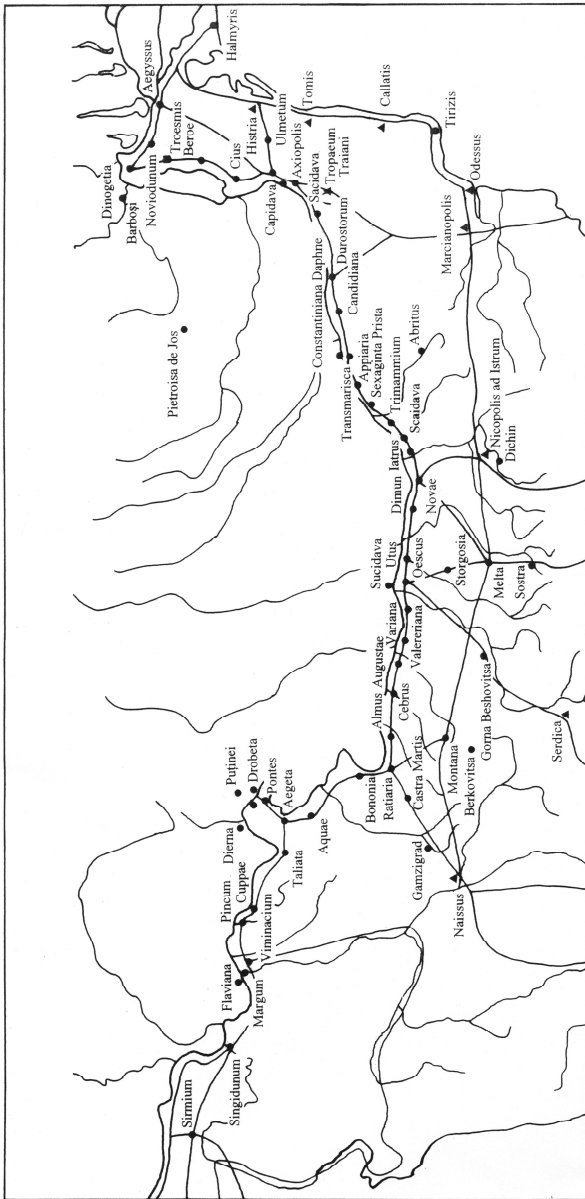 Sirmium
Singidunum
Flaviana
Margum
Viminacium
Pincum
Cuppae
Taliata
Dierna
Puținei
Drobeta
Pontes
Aegeta
Aquae
Bononia
Ratiaria
Castra Martis
Gamzigrad
Naissus
Montana
Berkovitsa
Almus
Augustae
Cebrus
Variana
Valereriana
Gorna Beshovitsa
Serdica
Sucidava
Utus
Oescus
Storgosia
Melta
Sostra
Dimun
Novae
Iatrus
Scaidava
Trimammium
Sexaginta Prista
Appiaria
Nicopolis ad Istrum
Dichin
Abritus
Transmarisca
Constantiniana Daphne
Candidiana
Durostorum
Pietroisa de Jos
Sacidava
Tropaeum
Traiani
Axiopolis
Capidava
Ulmetum
Cius
Histria
Beroe
Troesmis
Noviodunum
Barboși
Dinogetia
Aegyssus
Halmyris
Tomis
Callatis
Tirizis
Odessus
Marcianopolis